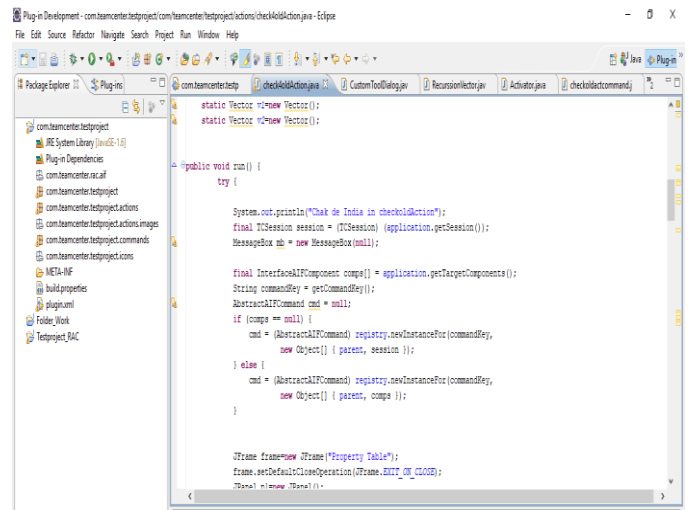 Plug-in Development - com.teamcenter.testproject/com/teamcenter/testproject/actions/check4oldAction.java - Eclipse
File Edit Source Refactor Navigate Search Project Run Window Help
Java Plug-in
Package Explorer Plug-ins
com.teamcenter.testp check4oldAction.java CustomToolDialog.jav RecurssionVector.jav Activator.java checkoldactcommand.j
com.teamcenter.testproject
JRE System Library [JavaSE-1.6]
Plug-in Dependencies
com.teamcenter.rac.aif
com.teamcenter.testproject
com.teamcenter.testproject.actions
com.teamcenter.testproject.actions.images
com.teamcenter.testproject.commands
com.teamcenter.testproject.icons
META-INF
build.properties
plugin.xml
Folder_Work
Testproject_RAC
static Vector v1=new Vector();
static Vector v2=new Vector();
public void run() {
try {
System.out.println("Chak de India in checkoldAction");
final TCSession session = (TCSession) (application.getSession());
MessageBox mb = new MessageBox(null);
final InterfaceAIFComponent comps[] = application.getTargetComponents();
String commandKey = getCommandKey();
AbstractAIFCommand cmd = null;
if (comps == null) {
cmd = (AbstractAIFCommand) registry.newInstanceFor(commandKey,
new Object[] { parent, session });
} else {
cmd = (AbstractAIFCommand) registry.newInstanceFor(commandKey,
new Object[] { parent, comps });
}
JFrame frame=new JFrame("Property Table");
frame.setDefaultCloseOperation(JFrame.EXIT_ON_CLOSE);
JPanel p1=new JPanel();